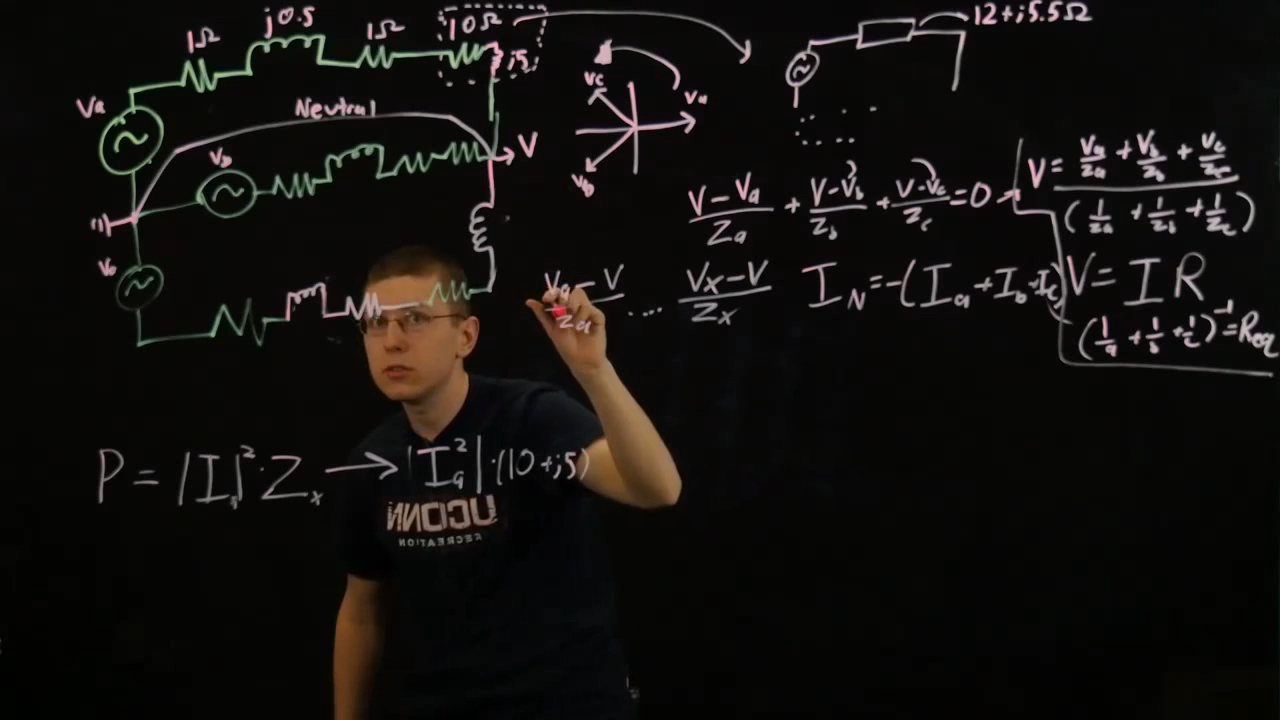 1Ω j0.5 1Ω 10Ω j5
12+j5.5Ω
Va
Neutral
Vc Va Vb
Vb
V
(V-Va)/Za + (V-Vb)/Zb + (V-Vc)/Zc = 0
V = (Va/Za + Vb/Zb + Vc/Zc) / (1/Za + 1/Zb + 1/Zc)
(Va-V)/Za .... (Vx-V)/Zx
I_N = -(Ia + Ib + Ic)
V = IR
(1/a + 1/b + 1/c)^-1 = Req
P = |Ix|^2 · Zx → |Ia^2| · (10+j5)
UCONN
RECREATION